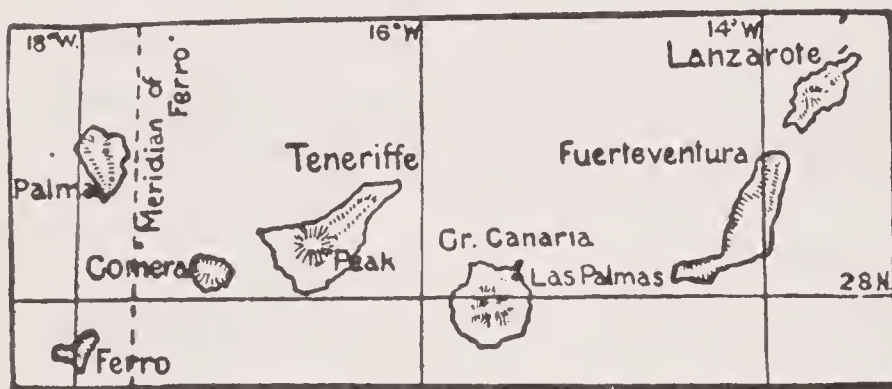 18°W.
16°W
14°W
Lanzarote
Meridian of
Ferro
Teneriffe
Fuerteventura
Palma
Gr. Canaria
Gomera
Peak
Las Palmas
28N.
Ferro